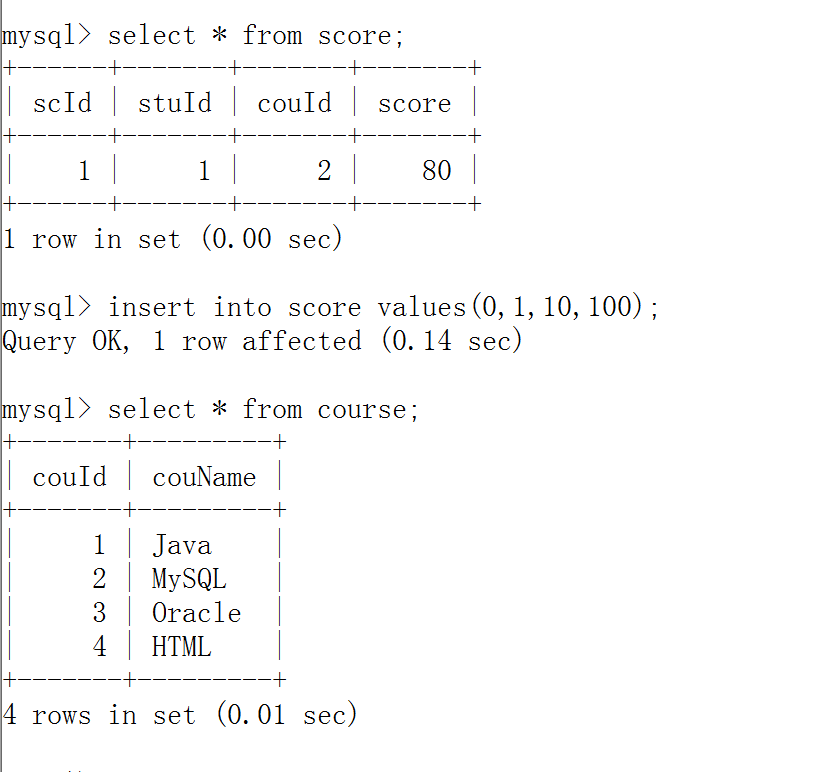 mysql> select * from score;
+------+-------+-------+-------+
| scId | stuId | couId | score |
+------+-------+-------+-------+
|    1 |     1 |     2 |    80 |
+------+-------+-------+-------+
1 row in set (0.00 sec)
mysql> insert into score values(0,1,10,100);
Query OK, 1 row affected (0.14 sec)
mysql> select * from course;
+-------+---------+
| couId | couName |
+-------+---------+
|     1 | Java    |
|     2 | MySQL   |
|     3 | Oracle  |
|     4 | HTML    |
+-------+---------+
4 rows in set (0.01 sec)